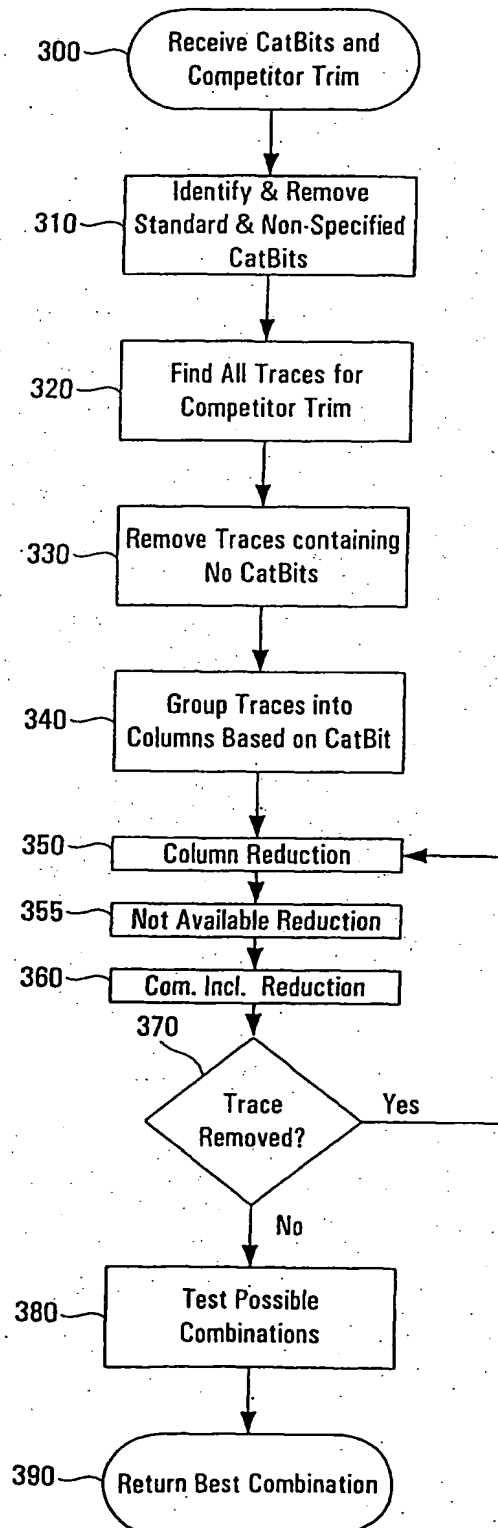 300
Receive CatBits and
Competitor Trim
310
Identify & Remove
Standard & Non-Specified
CatBits
320
Find All Traces for
Competitor Trim
330
Remove Traces containing
No CatBits
340
Group Traces into
Columns Based on CatBit
350
Column Reduction
355
Not Available Reduction
360
Com. Incl. Reduction
370
Trace
Removed?
Yes
No
380
Test Possible
Combinations
390
Return Best Combination